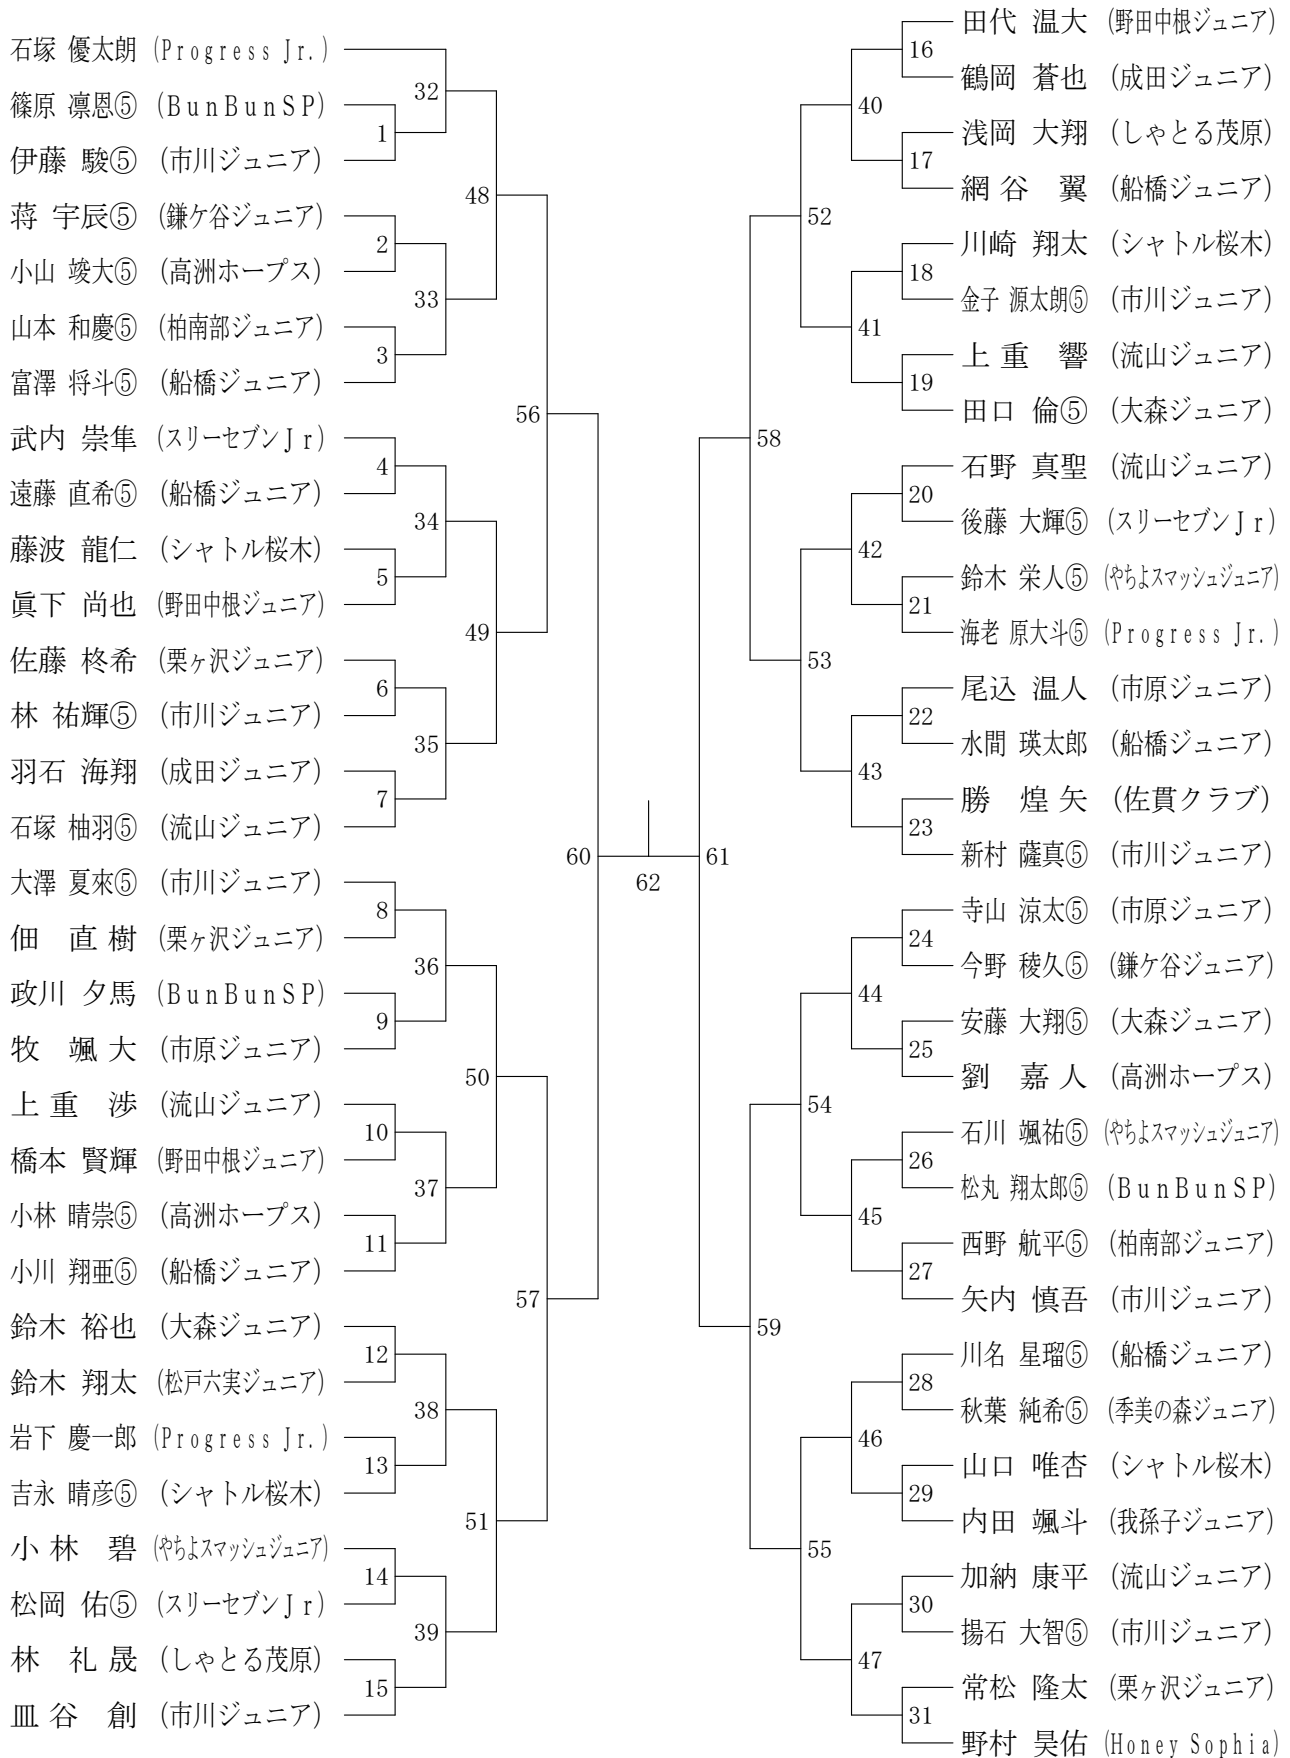 石塚 優太朗 (Progress Jr.)
篠原 凛恩⑤ (BunBunSP)
伊藤 駿⑤ (市川ジュニア)
蒋 宇辰⑤ (鎌ケ谷ジュニア)
小山 竣大⑤ (高洲ホープス)
山本 和慶⑤ (柏南部ジュニア)
富澤 将斗⑤ (船橋ジュニア)
武内 崇隼 (スリーセブンJr)
遠藤 直希⑤ (船橋ジュニア)
藤波 龍仁 (シャトル桜木)
眞下 尚也 (野田中根ジュニア)
佐藤 柊希 (栗ヶ沢ジュニア)
林 祐輝⑤ (市川ジュニア)
羽石 海翔 (成田ジュニア)
石塚 柚羽⑤ (流山ジュニア)
大澤 夏來⑤ (市川ジュニア)
佃 直樹 (栗ヶ沢ジュニア)
政川 夕馬 (BunBunSP)
牧 颯大 (市原ジュニア)
上重 渉 (流山ジュニア)
橋本 賢輝 (野田中根ジュニア)
小林 晴崇⑤ (高洲ホープス)
小川 翔亜⑤ (船橋ジュニア)
鈴木 裕也 (大森ジュニア)
鈴木 翔太 (松戸六実ジュニア)
岩下 慶一郎 (Progress Jr.)
吉永 晴彦⑤ (シャトル桜木)
小林 碧 (やちよスマッシュジュニア)
松岡 佑⑤ (スリーセブンJr)
林 礼晟 (しゃとる茂原)
皿谷 創 (市川ジュニア)
1
2
3
4
5
6
7
8
9
10
11
12
13
14
15
32
33
34
35
36
37
38
39
48
49
50
51
56
57
60
62
61
58
59
52
53
54
55
40
41
42
43
44
45
46
47
16
17
18
19
20
21
22
23
24
25
26
27
28
29
30
31
田代 温大 (野田中根ジュニア)
鶴岡 蒼也 (成田ジュニア)
浅岡 大翔 (しゃとる茂原)
網谷 翼 (船橋ジュニア)
川崎 翔太 (シャトル桜木)
金子 源太朗⑤ (市川ジュニア)
上重 響 (流山ジュニア)
田口 倫⑤ (大森ジュニア)
石野 真聖 (流山ジュニア)
後藤 大輝⑤ (スリーセブンJr)
鈴木 栄人⑤ (やちよスマッシュジュニア)
海老 原大斗⑤ (Progress Jr.)
尾込 温人 (市原ジュニア)
水間 瑛太郎 (船橋ジュニア)
勝 煌矢 (佐貫クラブ)
新村 薩真⑤ (市川ジュニア)
寺山 涼太⑤ (市原ジュニア)
今野 稜久⑤ (鎌ケ谷ジュニア)
安藤 大翔⑤ (大森ジュニア)
劉 嘉人 (高洲ホープス)
石川 颯祐⑤ (やちよスマッシュジュニア)
松丸 翔太郎⑤ (BunBunSP)
西野 航平⑤ (柏南部ジュニア)
矢内 慎吾 (市川ジュニア)
川名 星瑠⑤ (船橋ジュニア)
秋葉 純希⑤ (季美の森ジュニア)
山口 唯杏 (シャトル桜木)
内田 颯斗 (我孫子ジュニア)
加納 康平 (流山ジュニア)
揚石 大智⑤ (市川ジュニア)
常松 隆太 (栗ヶ沢ジュニア)
野村 昊佑 (Honey Sophia)